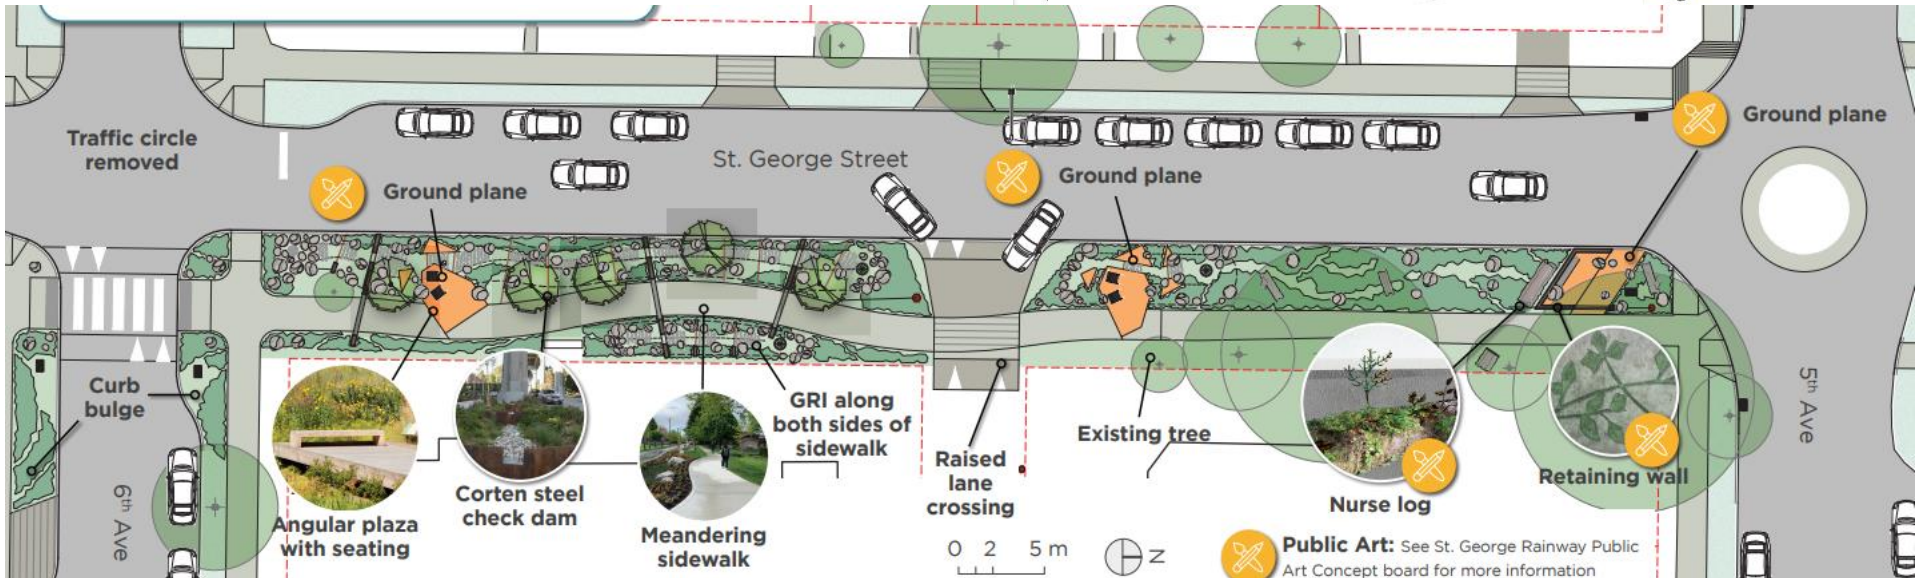 Traffic circle
removed
Ground plane
St. George Street
Ground plane
Ground plane
Curb
bulge
6th Ave
Angular plaza
with seating
Corten steel
check dam
Meandering
sidewalk
GRI along
both sides of
sidewalk
Raised
lane
crossing
Existing tree
Nurse log
Retaining wall
5th Ave
0 2 5 m
N
Public Art: See St. George Rainway Public
Art Concept board for more information